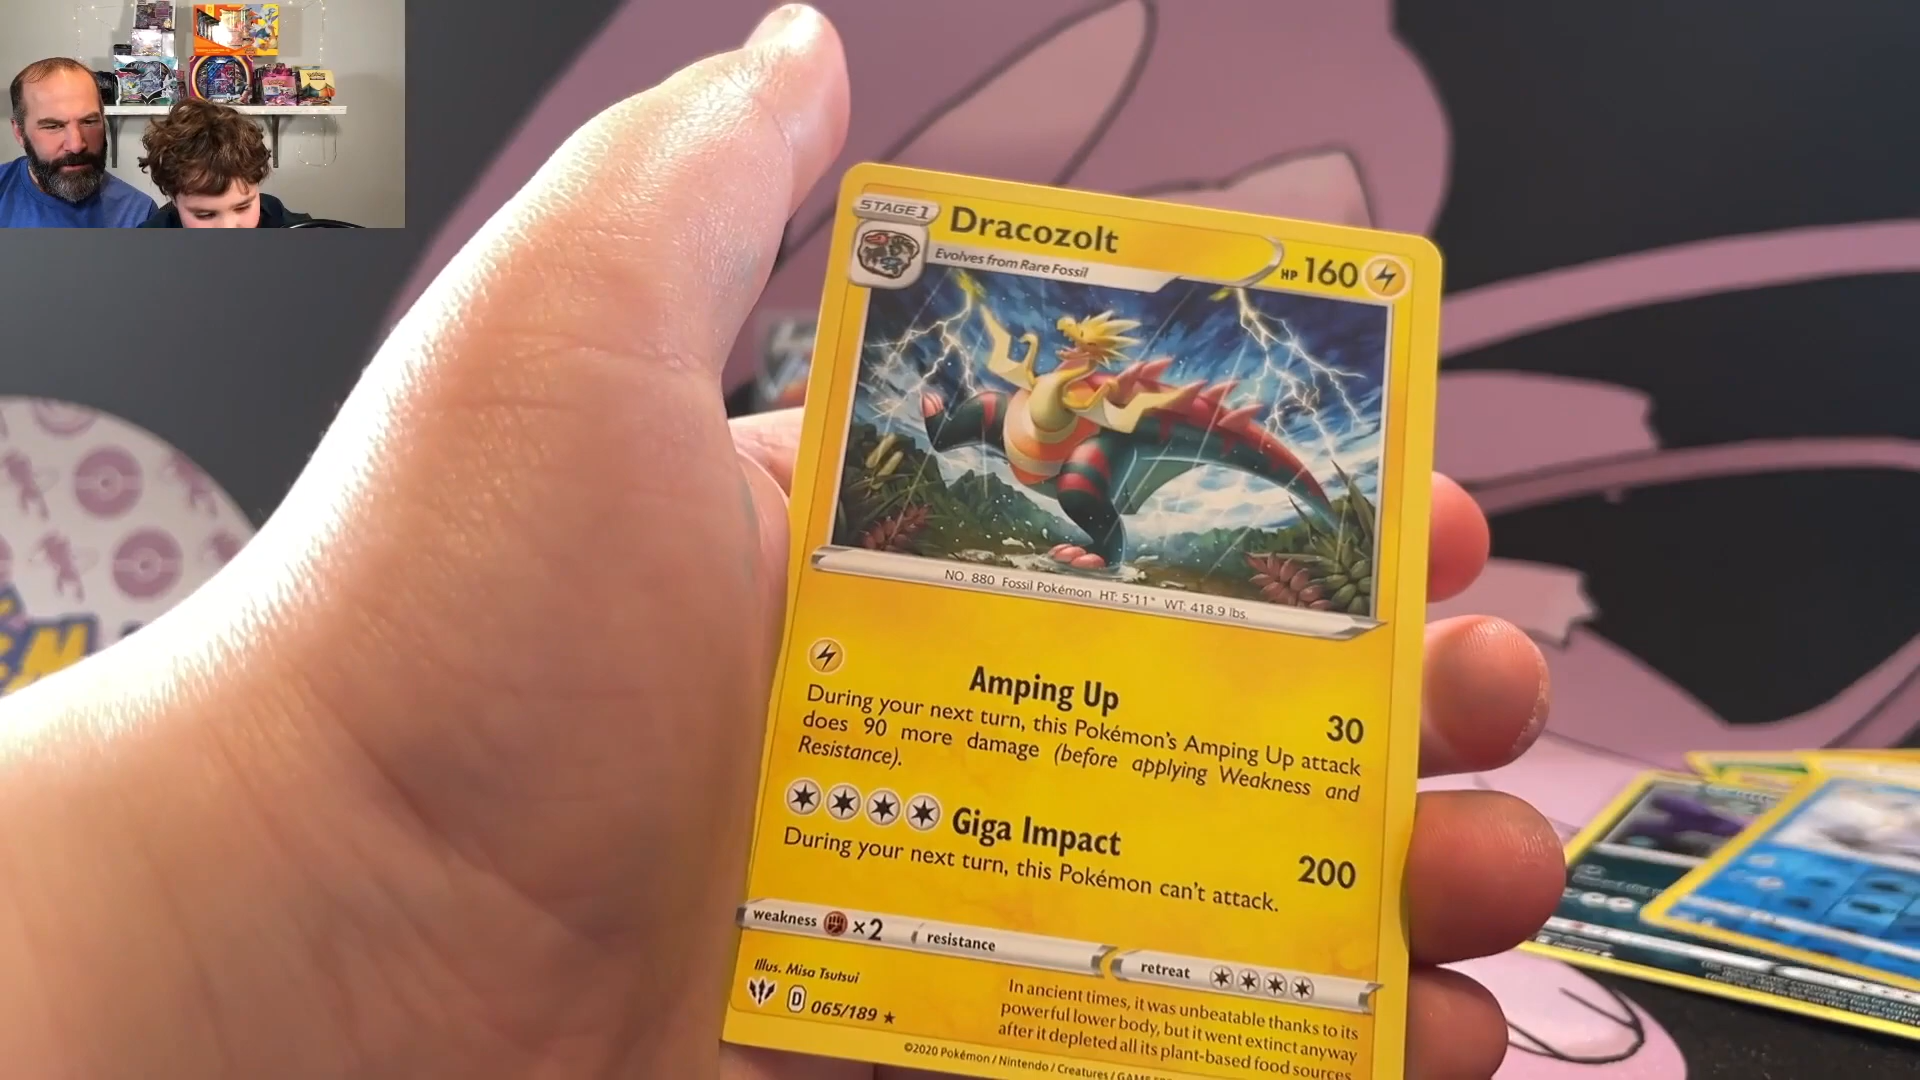 STAGE 1
Dracozolt
HP 160
Evolves from Rare Fossil
NO. 880 Fossil Pokémon HT: 5'11" WT: 418.9 lbs.
Amping Up 30
During your next turn, this Pokémon's Amping Up attack
does 90 more damage (before applying Weakness and
Resistance).
Giga Impact 200
During your next turn, this Pokémon can't attack.
weakness ×2 resistance retreat
Illus. Misa Tsutsui
D 065/189 ★
In ancient times, it was unbeatable thanks to its
powerful lower body, but it went extinct anyway
after it depleted all its plant-based food sources.
©2020 Pokémon / Nintendo / Creatures /